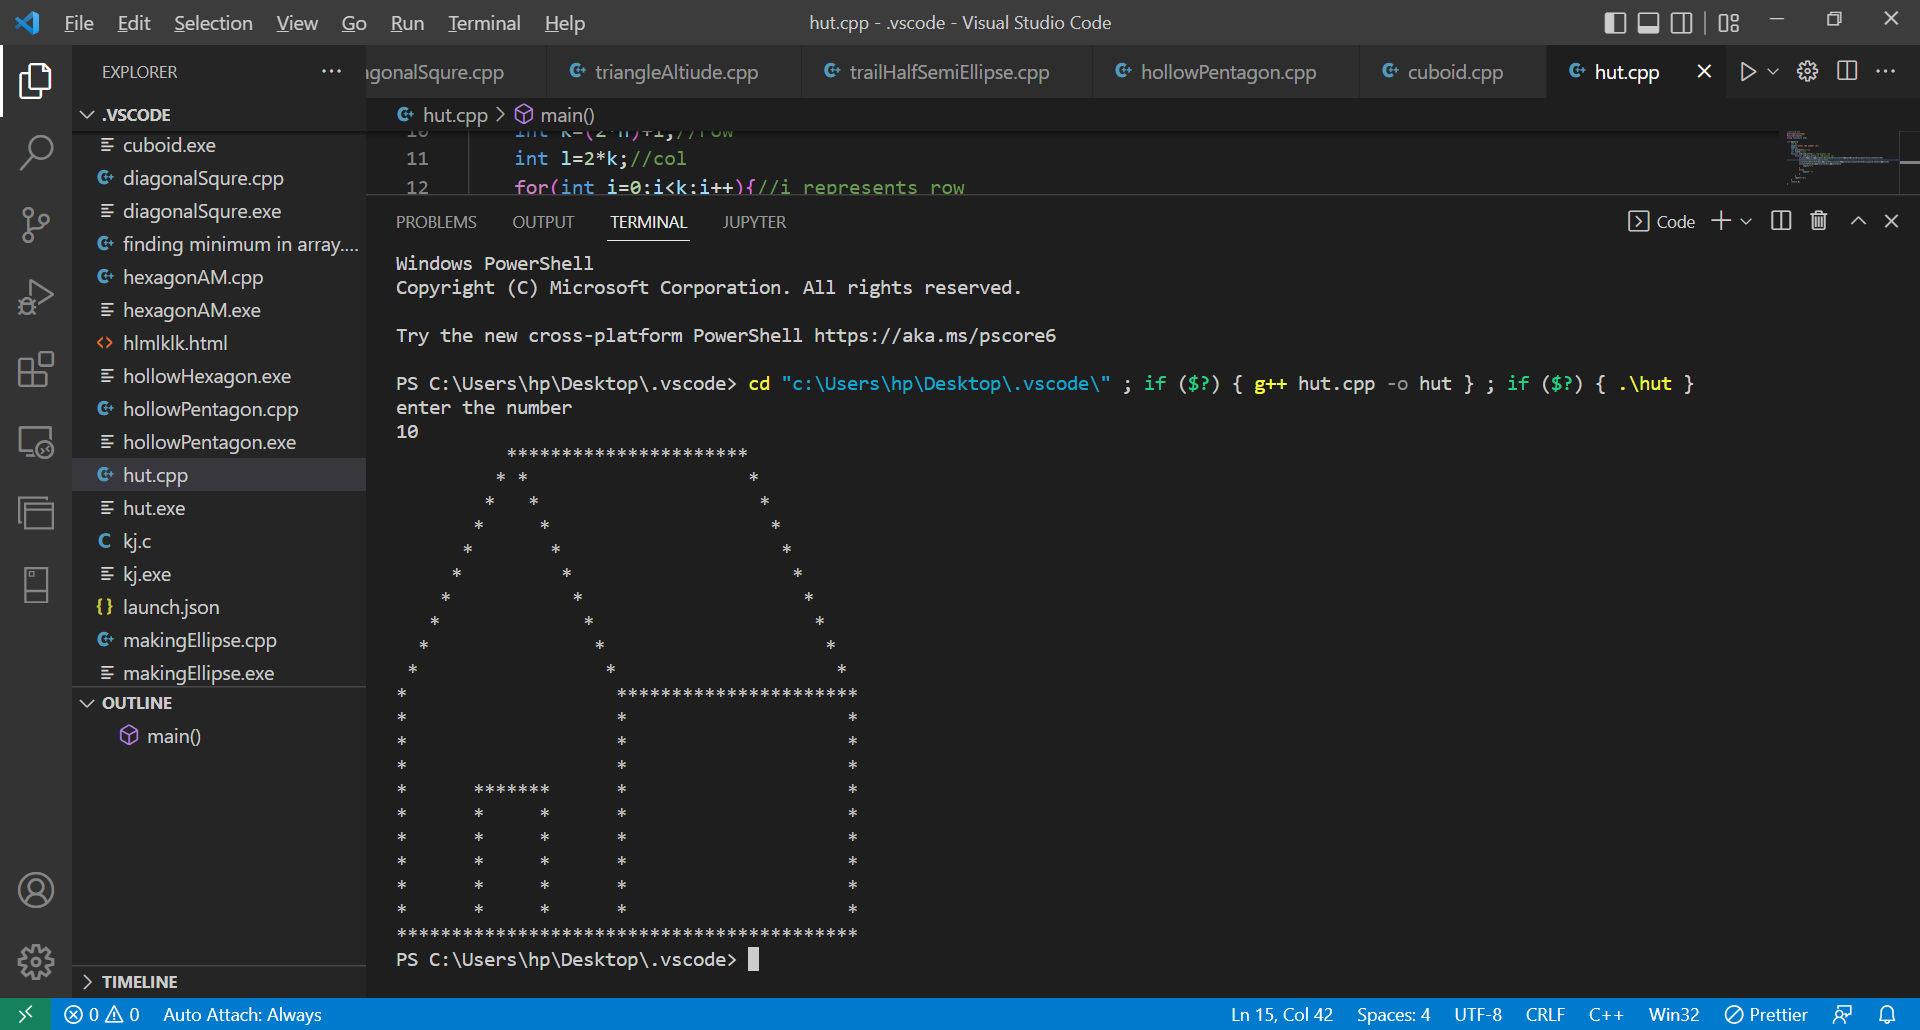 File Edit Selection View Go Run Terminal Help
hut.cpp - .vscode - Visual Studio Code
EXPLORER
.VSCODE
cuboid.exe
diagonalSqure.cpp
diagonalSqure.exe
finding minimum in array....
hexagonAM.cpp
hexagonAM.exe
hlmlklk.html
hollowHexagon.exe
hollowPentagon.cpp
hollowPentagon.exe
hut.cpp
hut.exe
kj.c
kj.exe
launch.json
makingEllipse.cpp
makingEllipse.exe
OUTLINE
main()
TIMELINE
agonalSqure.cpp triangleAltiude.cpp trailHalfSemiEllipse.cpp hollowPentagon.cpp cuboid.cpp hut.cpp
hut.cpp > main()
10 int k=(2*n)+1;//row
11 int l=2*k;//col
12 for(int i=0;i<k;i++){//i represents row
PROBLEMS OUTPUT TERMINAL JUPYTER
Code
Windows PowerShell
Copyright (C) Microsoft Corporation. All rights reserved.
Try the new cross-platform PowerShell https://aka.ms/pscore6
PS C:\Users\hp\Desktop\.vscode> cd "c:\Users\hp\Desktop\.vscode\" ; if ($?) { g++ hut.cpp -o hut } ; if ($?) { .\hut }
enter the number
10
          **********************
         * *                    *
        *   *                    *
       *     *                    *
      *       *                    *
     *         *                    *
    *           *                    *
   *             *                    *
  *               *                    *
 *                 *                    *
*                   **********************
*                   *                    *
*                   *                    *
*                   *                    *
*      *******      *                    *
*      *     *      *                    *
*      *     *      *                    *
*      *     *      *                    *
*      *     *      *                    *
*      *     *      *                    *
******************************************
PS C:\Users\hp\Desktop\.vscode>
0 0 Auto Attach: Always
Ln 15, Col 42 Spaces: 4 UTF-8 CRLF C++ Win32 Prettier